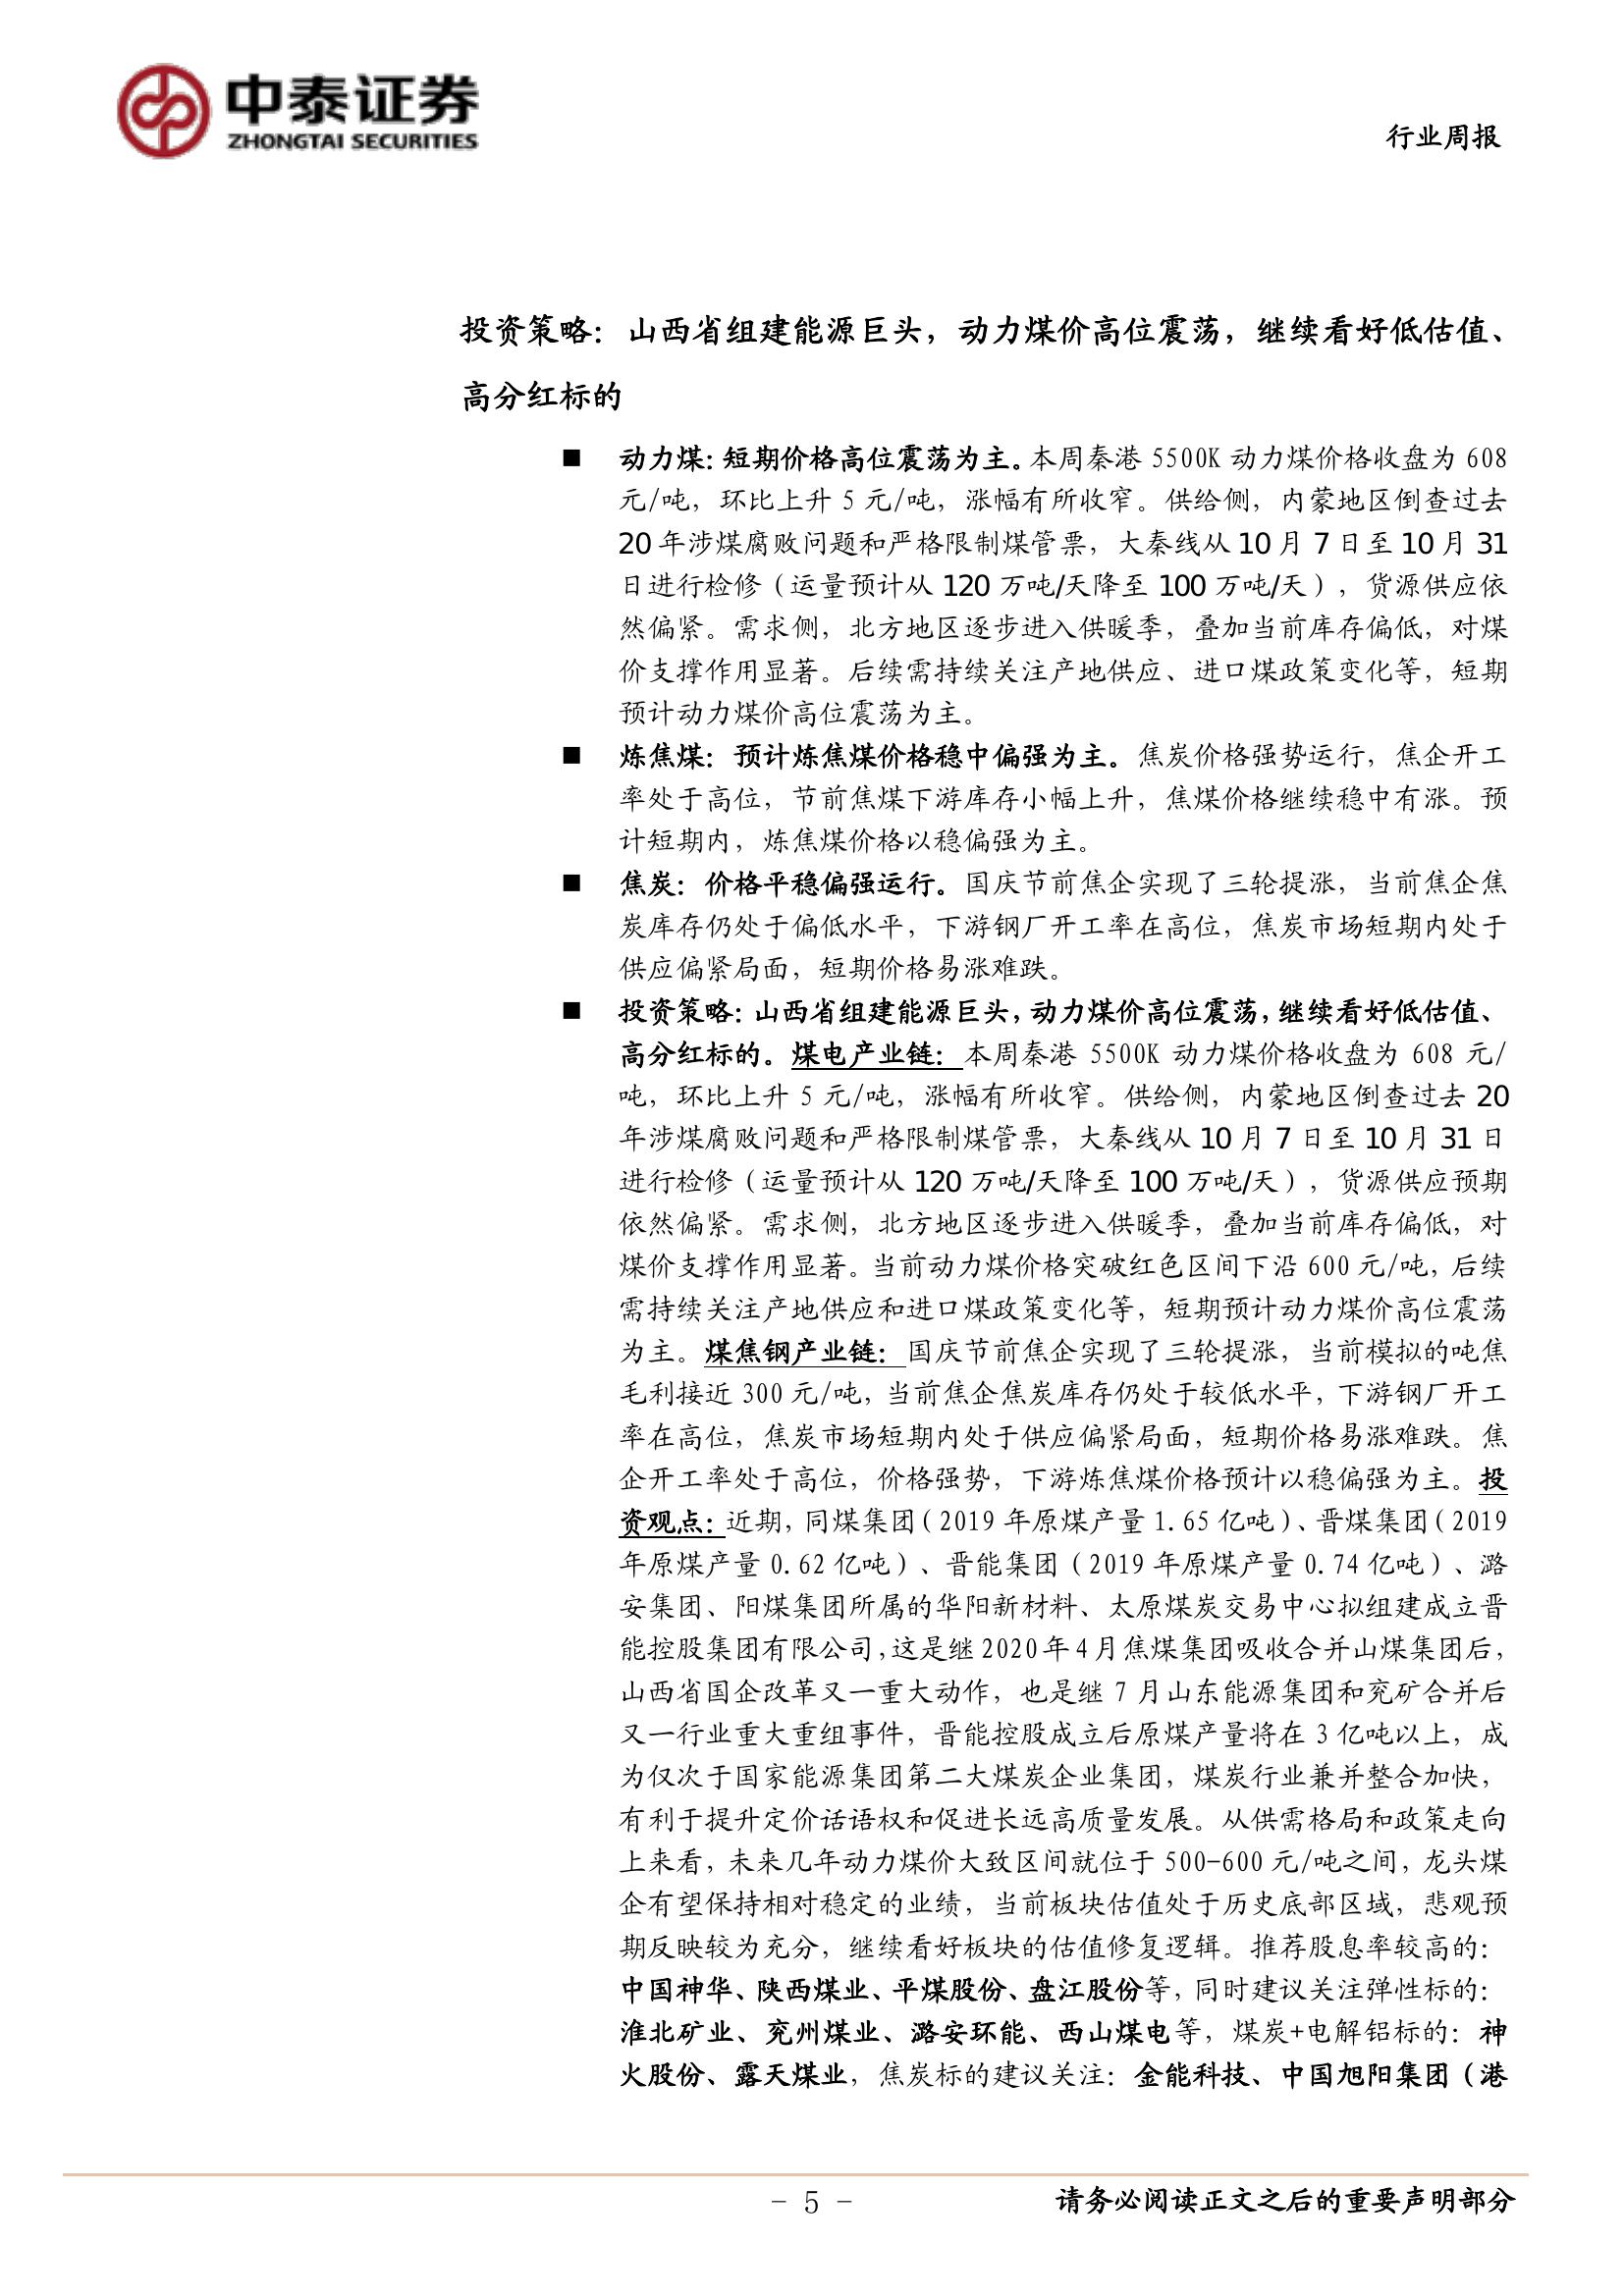 中泰证券
ZHONGTAI SECURITIES
行业周报
投资策略：山西省组建能源巨头，动力煤价高位震荡，继续看好低估值、
高分红标的
■ 动力煤：短期价格高位震荡为主。本周秦港 5500K 动力煤价格收盘为 608
元/吨，环比上升 5 元/吨，涨幅有所收窄。供给侧，内蒙地区倒查过去
20 年涉煤腐败问题和严格限制煤管票，大秦线从 10 月 7 日至 10 月 31
日进行检修（运量预计从 120 万吨/天降至 100 万吨/天），货源供应依
然偏紧。需求侧，北方地区逐步进入供暖季，叠加当前库存偏低，对煤
价支撑作用显著。后续需持续关注产地供应、进口煤政策变化等，短期
预计动力煤价高位震荡为主。
■ 炼焦煤：预计炼焦煤价格稳中偏强为主。焦炭价格强势运行，焦企开工
率处于高位，节前焦煤下游库存小幅上升，焦煤价格继续稳中有涨。预
计短期内，炼焦煤价格以稳偏强为主。
■ 焦炭：价格平稳偏强运行。国庆节前焦企实现了三轮提涨，当前焦企焦
炭库存仍处于偏低水平，下游钢厂开工率在高位，焦炭市场短期内处于
供应偏紧局面，短期价格易涨难跌。
■ 投资策略：山西省组建能源巨头，动力煤价高位震荡，继续看好低估值、
高分红标的。煤电产业链：本周秦港 5500K 动力煤价格收盘为 608 元/
吨，环比上升 5 元/吨，涨幅有所收窄。供给侧，内蒙地区倒查过去 20
年涉煤腐败问题和严格限制煤管票，大秦线从 10 月 7 日至 10 月 31 日
进行检修（运量预计从 120 万吨/天降至 100 万吨/天），货源供应预期
依然偏紧。需求侧，北方地区逐步进入供暖季，叠加当前库存偏低，对
煤价支撑作用显著。当前动力煤价格突破红色区间下沿 600 元/吨，后续
需持续关注产地供应和进口煤政策变化等，短期预计动力煤价高位震荡
为主。煤焦钢产业链：国庆节前焦企实现了三轮提涨，当前模拟的吨焦
毛利接近 300 元/吨，当前焦企焦炭库存仍处于较低水平，下游钢厂开工
率在高位，焦炭市场短期内处于供应偏紧局面，短期价格易涨难跌。焦
企开工率处于高位，价格强势，下游炼焦煤价格预计以稳偏强为主。投
资观点：近期，同煤集团（2019 年原煤产量 1.65 亿吨）、晋煤集团（2019
年原煤产量 0.62 亿吨）、晋能集团（2019 年原煤产量 0.74 亿吨）、潞
安集团、阳煤集团所属的华阳新材料、太原煤炭交易中心拟组建成立晋
能控股集团有限公司，这是继 2020 年 4 月焦煤集团吸收合并山煤集团后，
山西省国企改革又一重大动作，也是继 7 月山东能源集团和兖矿合并后
又一行业重大重组事件，晋能控股成立后原煤产量将在 3 亿吨以上，成
为仅次于国家能源集团第二大煤炭企业集团，煤炭行业兼并整合加快，
有利于提升定价话语权和促进长远高质量发展。从供需格局和政策走向
上来看，未来几年动力煤价大致区间就位于 500-600 元/吨之间，龙头煤
企有望保持相对稳定的业绩，当前板块估值处于历史底部区域，悲观预
期反映较为充分，继续看好板块的估值修复逻辑。推荐股息率较高的：
中国神华、陕西煤业、平煤股份、盘江股份等，同时建议关注弹性标的：
淮北矿业、兖州煤业、潞安环能、西山煤电等，煤炭+电解铝标的：神
火股份、露天煤业，焦炭标的建议关注：金能科技、中国旭阳集团（港
- 5 -
请务必阅读正文之后的重要声明部分